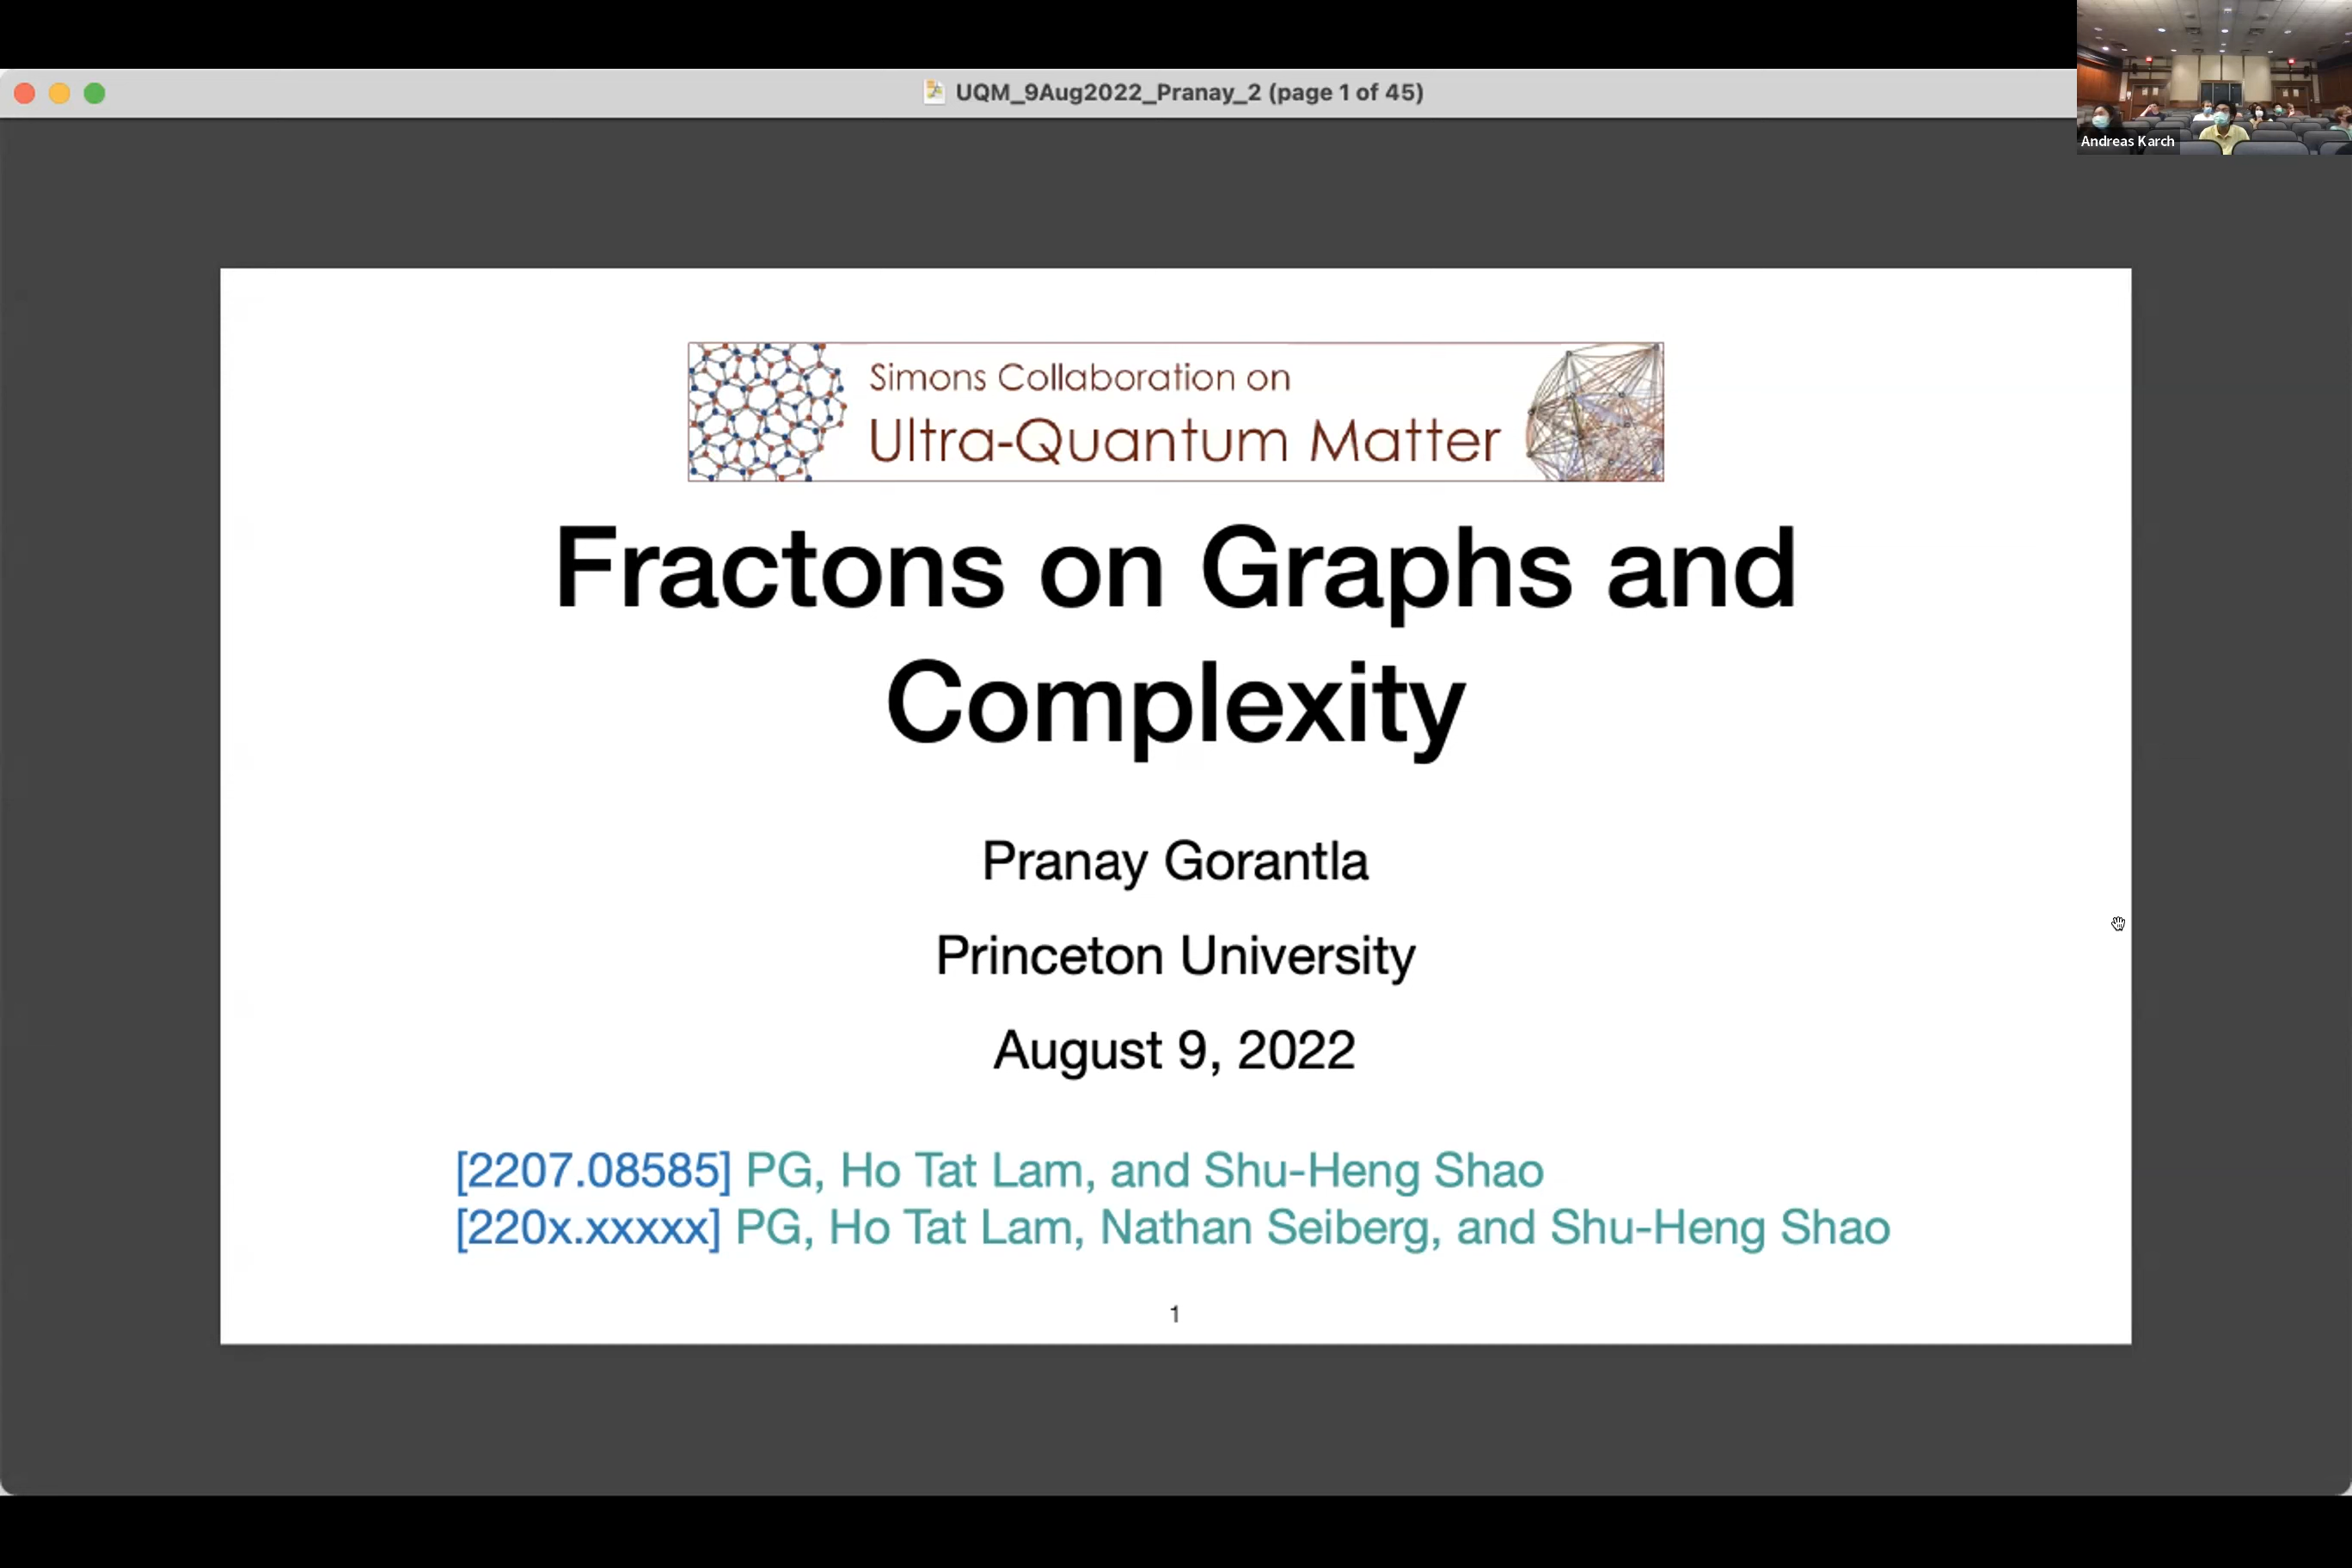 UQM_9Aug2022_Pranay_2 (page 1 of 45)
Andreas Karch
Simons Collaboration on
Ultra-Quantum Matter
Fractons on Graphs and
Complexity
Pranay Gorantla
Princeton University
August 9, 2022
[2207.08585] PG, Ho Tat Lam, and Shu-Heng Shao
[220x.xxxxx] PG, Ho Tat Lam, Nathan Seiberg, and Shu-Heng Shao
1